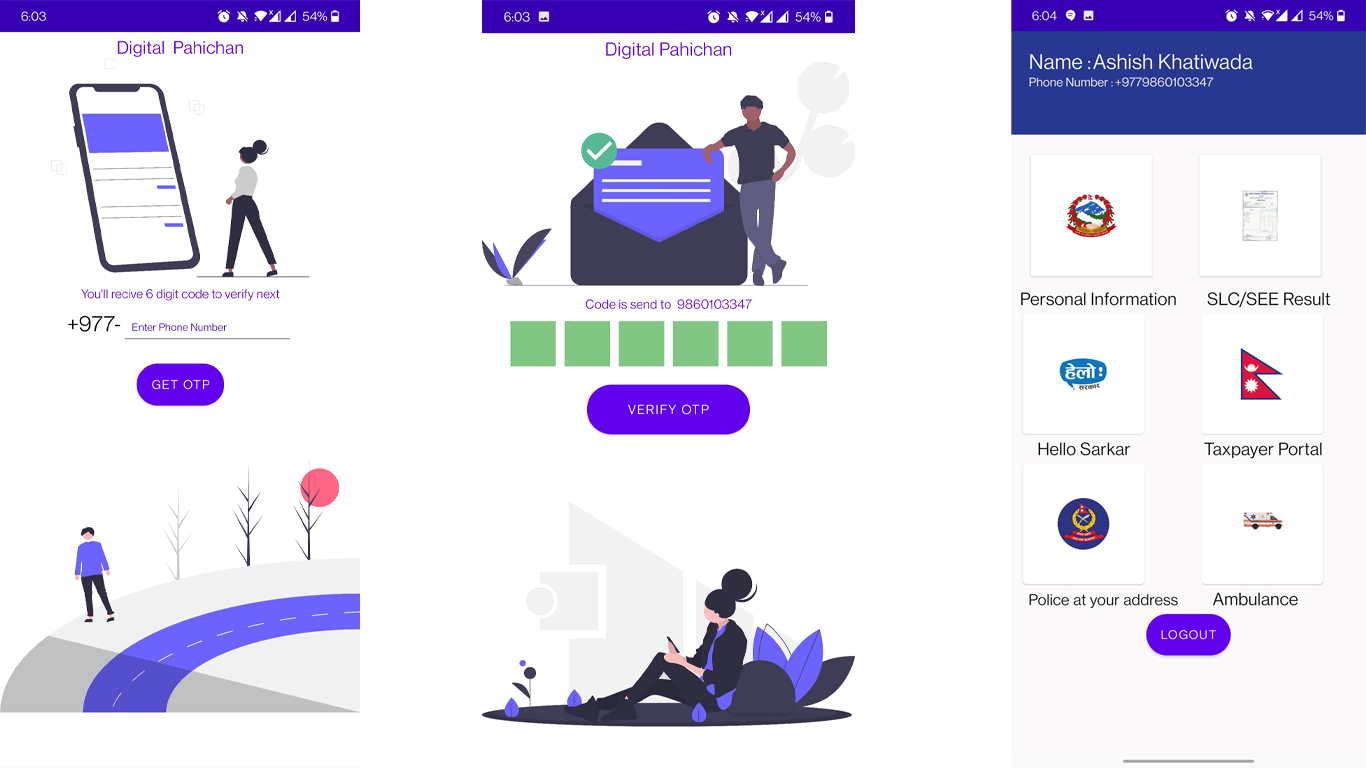 6:03
54%
Digital Pahichan
You'll recive 6 digit code to verify next
+977- Enter Phone Number
GET OTP
6:03
54%
Digital Pahichan
Code is send to 9860103347
VERIFY OTP
6:04
54%
Name : Ashish Khatiwada
Phone Number : +9779860103347
Personal Information
SLC/SEE Result
हेलो !
सरकार
Hello Sarkar
Taxpayer Portal
Police at your address
Ambulance
LOGOUT